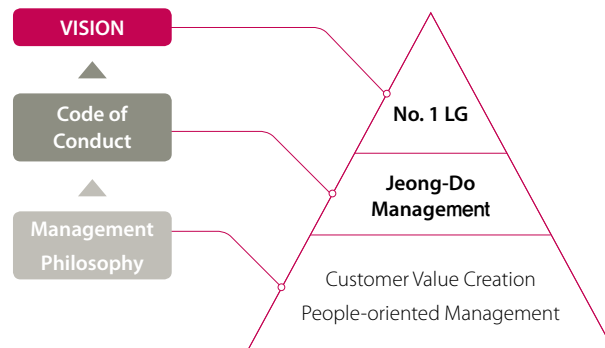 VISION
Code of
Conduct
Management
Philosophy
No. 1 LG
Jeong-Do
Management
Customer Value Creation
People-oriented Management